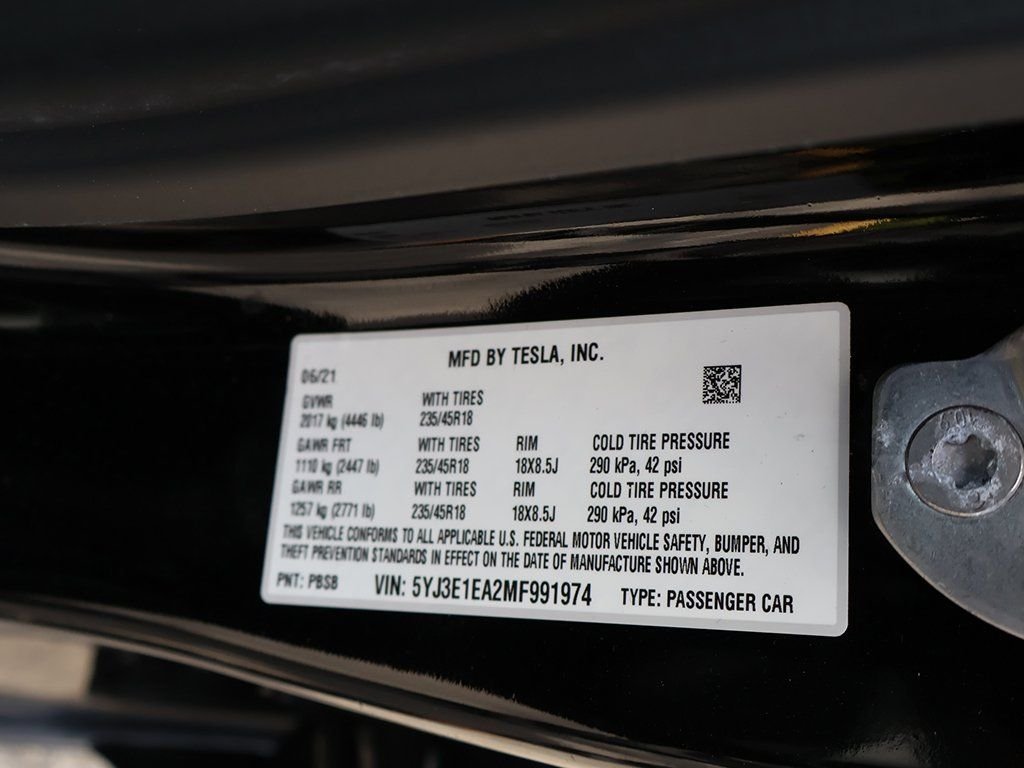 MFD BY TESLA, INC.
06/21
GVWR WITH TIRES
2017 kg (4446 lb) 235/45R18
GAWR FRT WITH TIRES RIM COLD TIRE PRESSURE
1110 kg (2447 lb) 235/45R18 18X8.5J 290 kPa, 42 psi
GAWR RR WITH TIRES RIM COLD TIRE PRESSURE
1257 kg (2771 lb) 235/45R18 18X8.5J 290 kPa, 42 psi
THIS VEHICLE CONFORMS TO ALL APPLICABLE U.S. FEDERAL MOTOR VEHICLE SAFETY, BUMPER, AND
THEFT PREVENTION STANDARDS IN EFFECT ON THE DATE OF MANUFACTURE SHOWN ABOVE.
PNT: PBSB VIN: 5YJ3E1EA2MF991974 TYPE: PASSENGER CAR